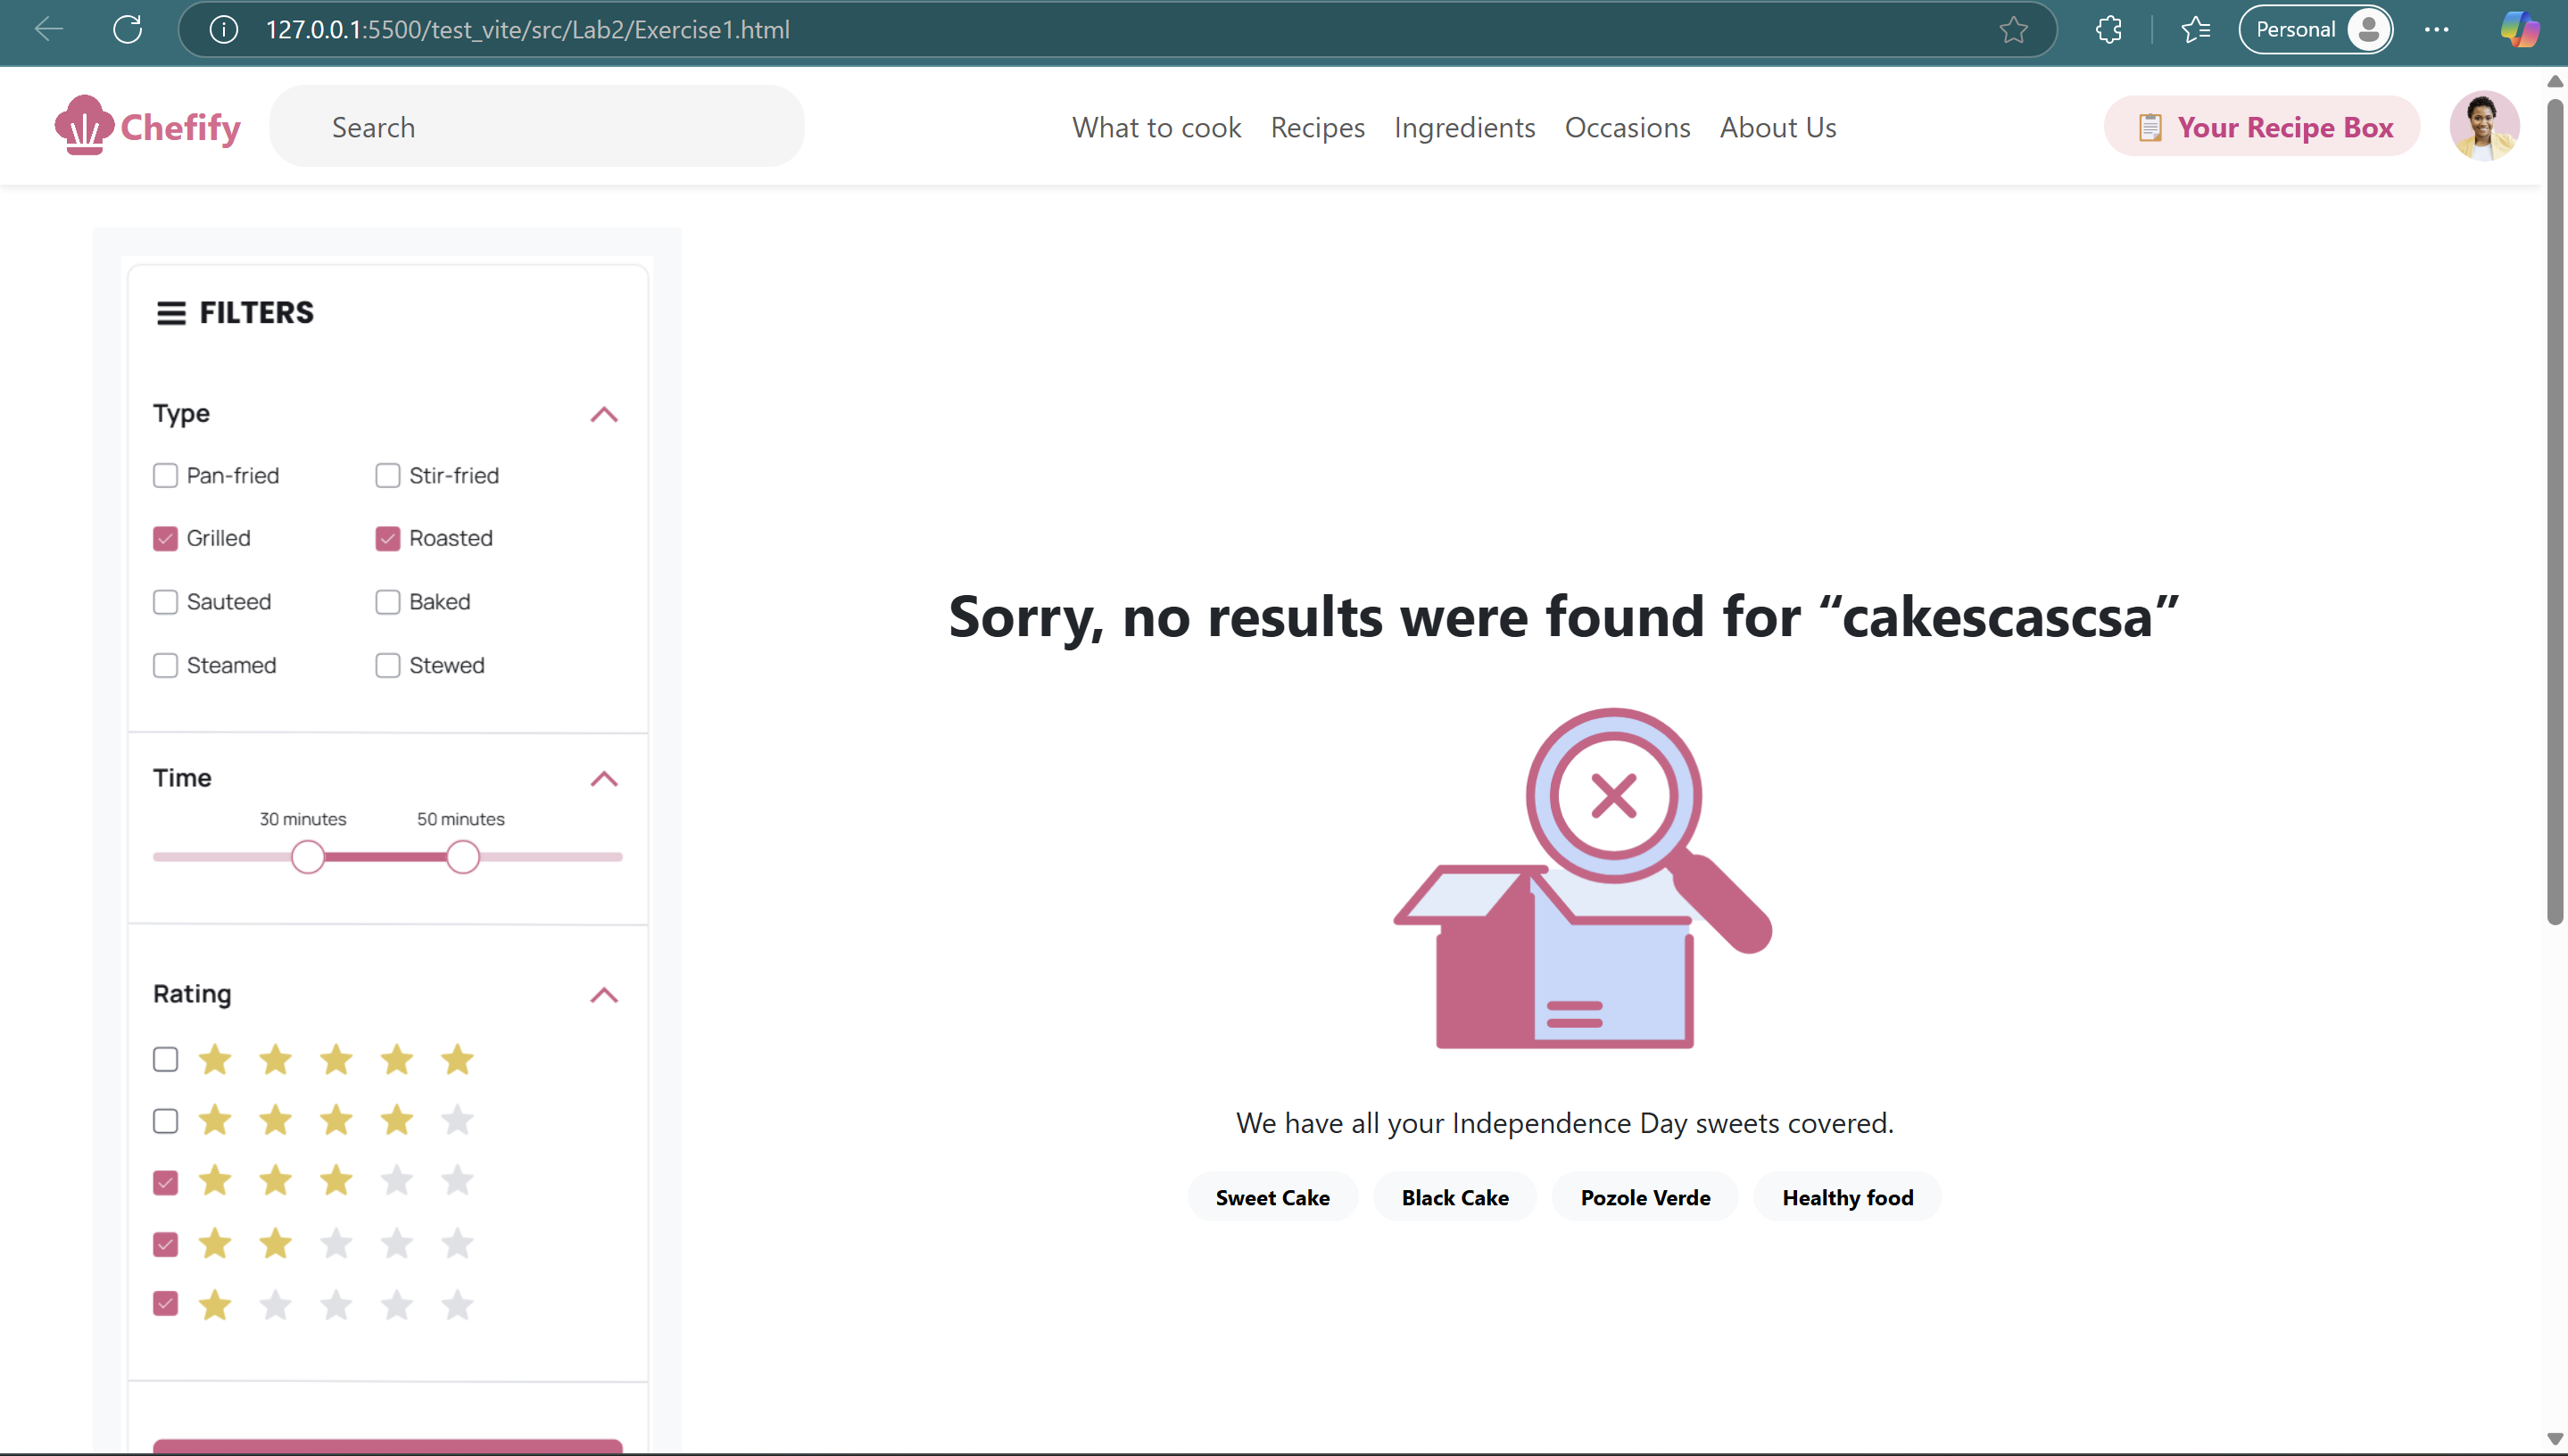 127.0.0.1:5500/test_vite/src/Lab2/Exercise1.html
Personal
Chefify
Search
What to cook
Recipes
Ingredients
Occasions
About Us
Your Recipe Box
FILTERS
Type
Pan-fried
Stir-fried
Grilled
Roasted
Sauteed
Baked
Steamed
Stewed
Time
30 minutes
50 minutes
Rating
Sorry, no results were found for “cakescascsa”
We have all your Independence Day sweets covered.
Sweet Cake
Black Cake
Pozole Verde
Healthy food